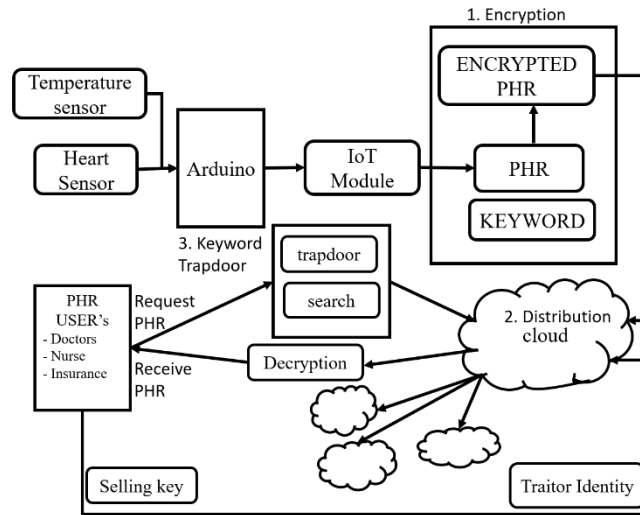 1. Encryption
ENCRYPTED
PHR
Temperature
sensor
Heart
Sensor
Arduino
IoT
Module
PHR
KEYWORD
3. Keyword
Trapdoor
trapdoor
search
PHR
USER's
- Doctors
- Nurse
- Insurance
Request
PHR
Receive
PHR
Decryption
2. Distribution
cloud
Selling key
Traitor Identity